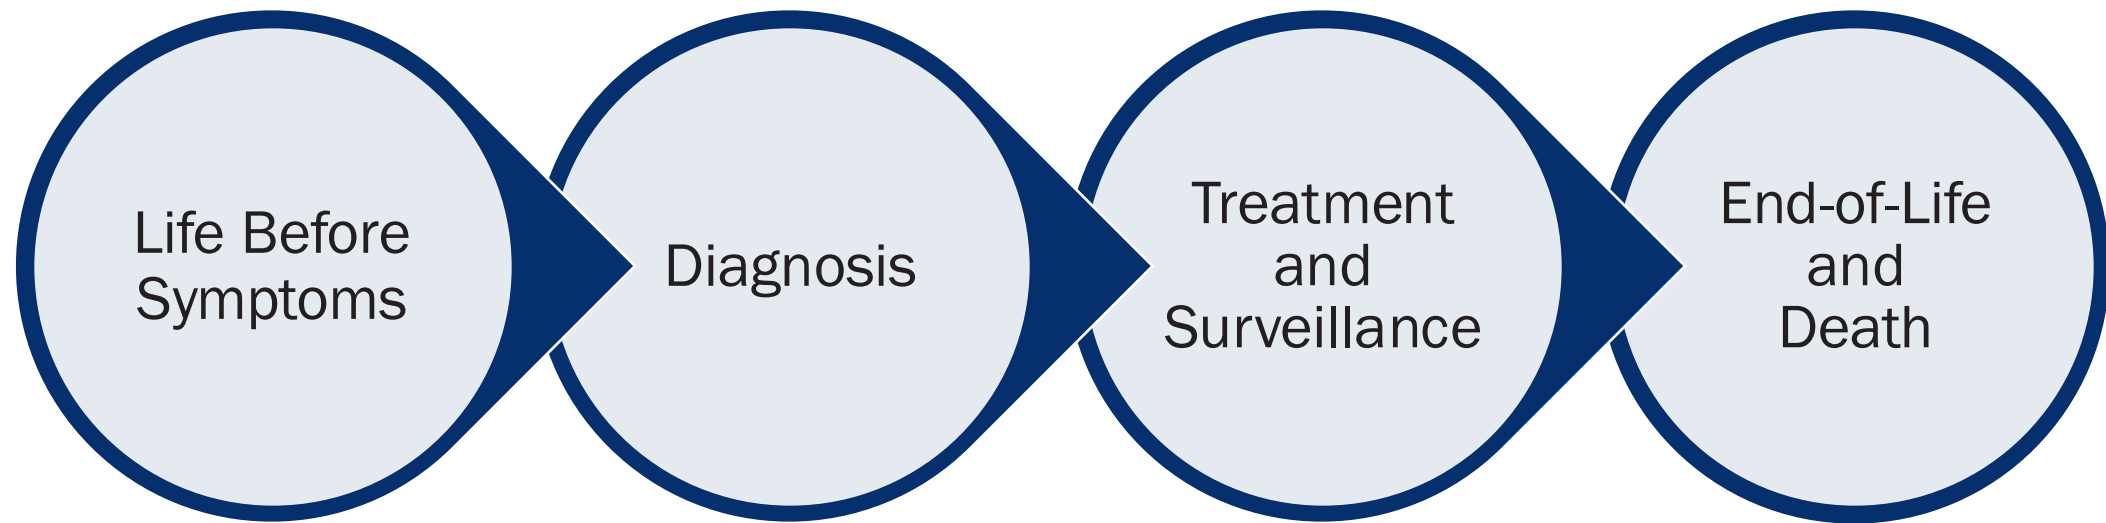 Life Before
Symptoms
Diagnosis
Treatment
and
Surveillance
End-of-Life
and
Death